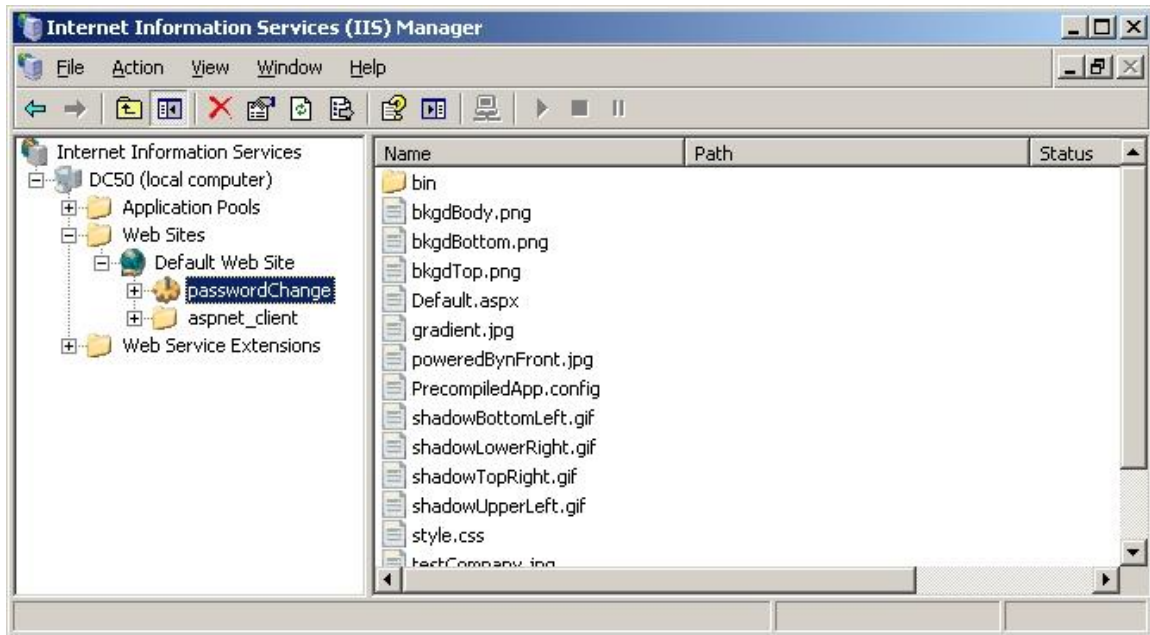 Internet Information Services (IIS) Manager
File Action View Window Help
Internet Information Services
DC50 (local computer)
Application Pools
Web Sites
Default Web Site
passwordChange
aspnet_client
Web Service Extensions
Name Path Status
bin
bkgdBody.png
bkgdBottom.png
bkgdTop.png
Default.aspx
gradient.jpg
poweredBynFront.jpg
PrecompiledApp.config
shadowBottomLeft.gif
shadowLowerRight.gif
shadowTopRight.gif
shadowUpperLeft.gif
style.css
testCompany.jpg